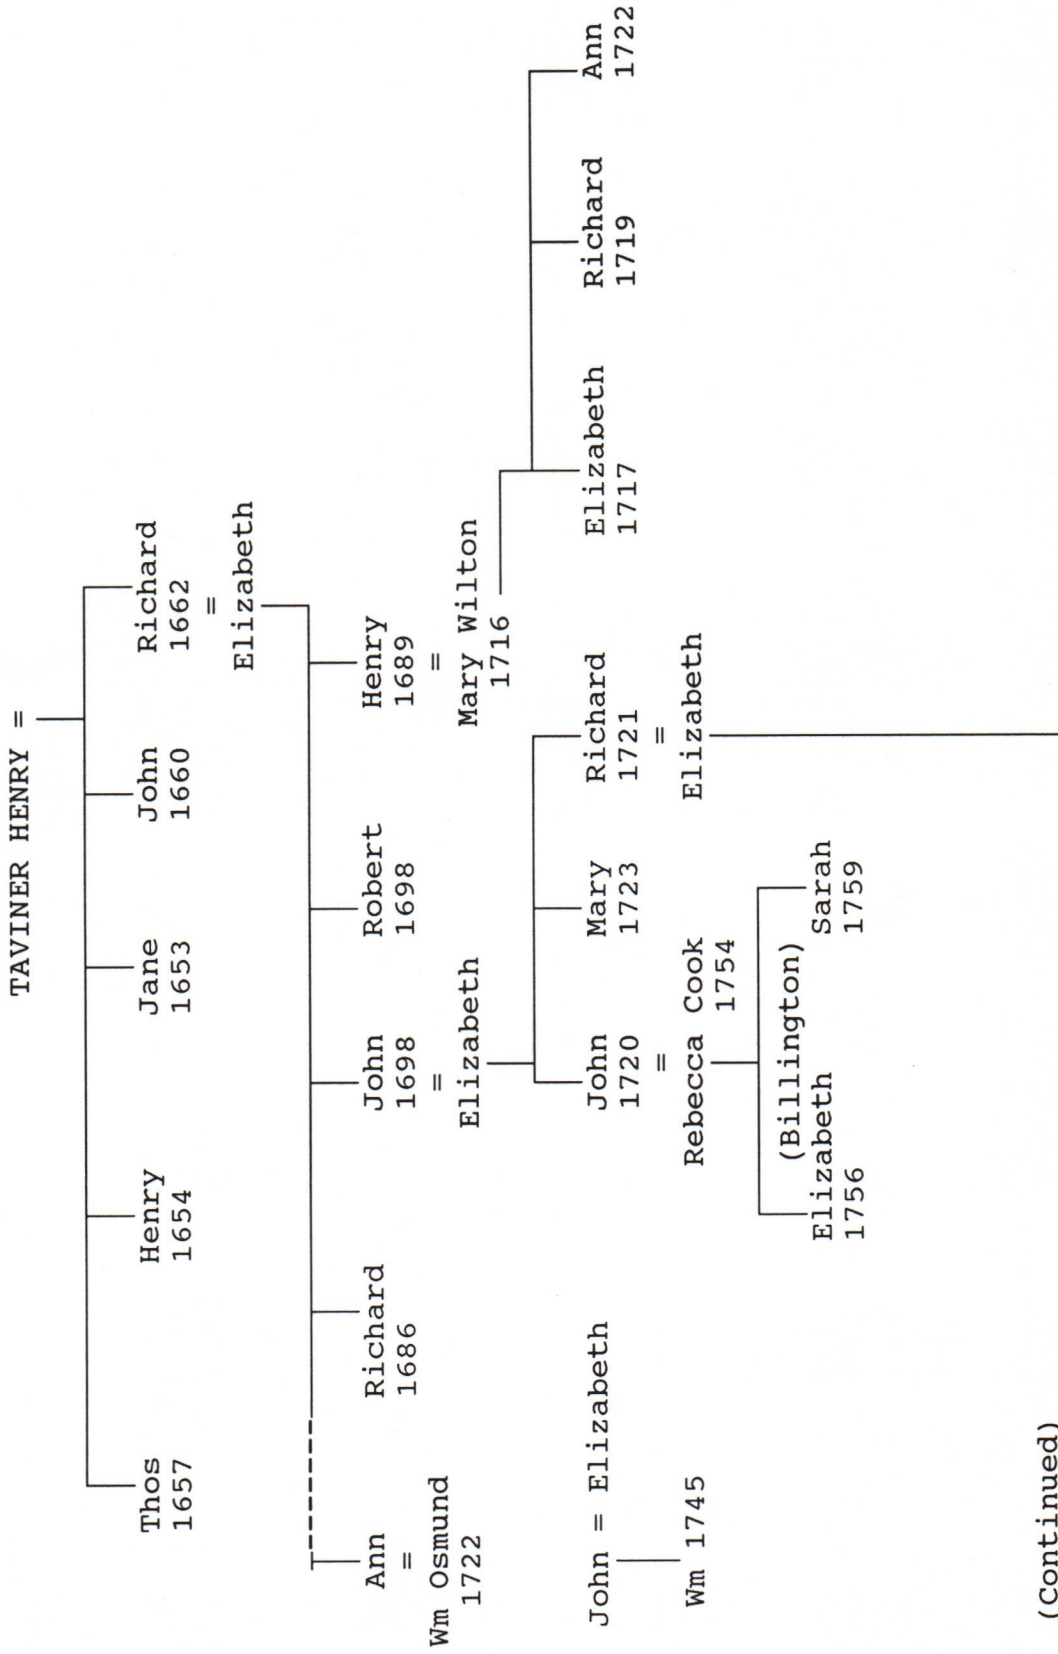 TAVINER HENRY =
Thos
1657
Henry
1654
Jane
1653
John
1660
Richard
1662
=
Elizabeth
Ann
=
Wm Osmund
1722
Richard
1686
John
1698
=
Elizabeth
Robert
1698
Henry
1689
=
Mary Wilton
1716
John = Elizabeth
Wm 1745
John
1720
=
Rebecca Cook
1754
Mary
1723
Richard
1721
=
Elizabeth
Elizabeth
1717
Richard
1719
Ann
1722
(Billington)
Elizabeth
1756
Sarah
1759
(Continued)